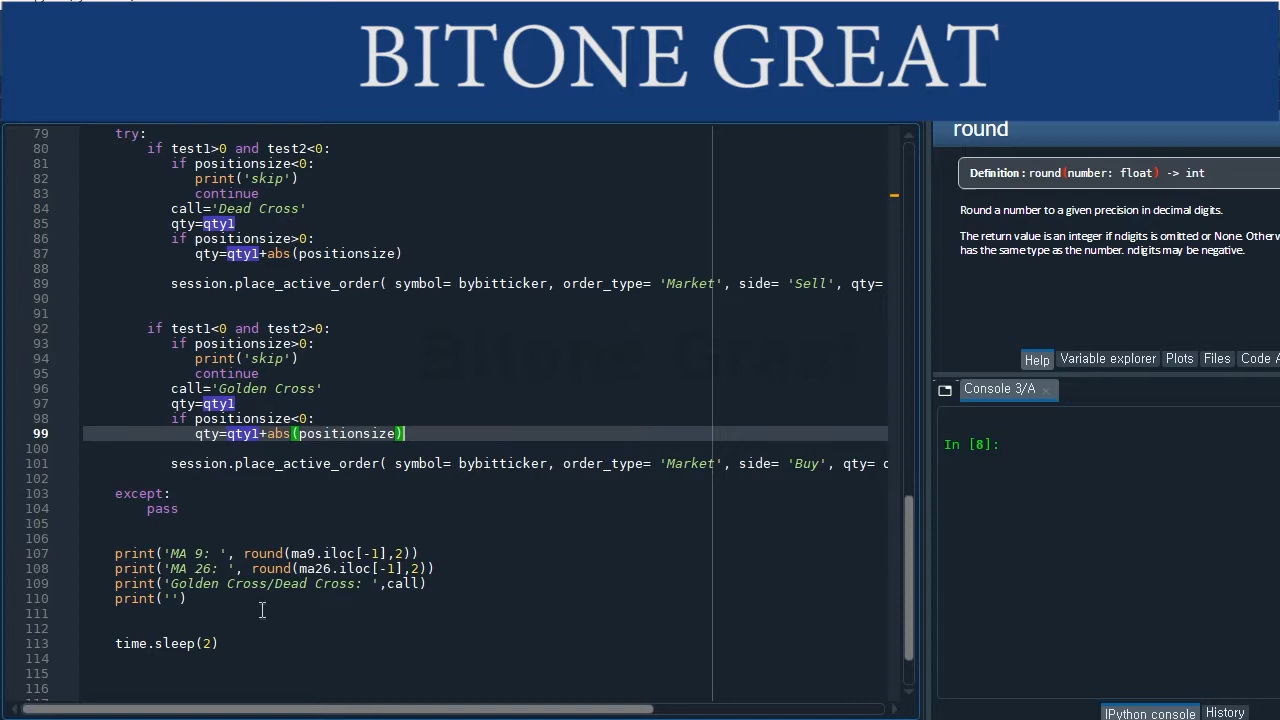 BITONE GREAT
79 try:
80 if test1>0 and test2<0:
81 if positionsize<0:
82 print('skip')
83 continue
84 call='Dead Cross'
85 qty=qty1
86 if positionsize>0:
87 qty=qty1+abs(positionsize)
88
89 session.place_active_order( symbol= bybitticker, order_type= 'Market', side= 'Sell', qty=
90
91
92 if test1<0 and test2>0:
93 if positionsize>0:
94 print('skip')
95 continue
96 call='Golden Cross'
97 qty=qty1
98 if positionsize<0:
99 qty=qty1+abs(positionsize)
100
101 session.place_active_order( symbol= bybitticker, order_type= 'Market', side= 'Buy', qty=
102
103 except:
104 pass
105
106
107 print('MA 9: ', round(ma9.iloc[-1],2))
108 print('MA 26: ', round(ma26.iloc[-1],2))
109 print('Golden Cross/Dead Cross: ',call)
110 print('')
111
112
113 time.sleep(2)
114
115
116
round
Definition : round(number: float) -> int
Round a number to a given precision in decimal digits.
The return value is an integer if ndigits is omitted or None. Otherw
has the same type as the number. ndigits may be negative.
Help Variable explorer Plots Files Code A
Console 3/A
In [8]:
IPython console History